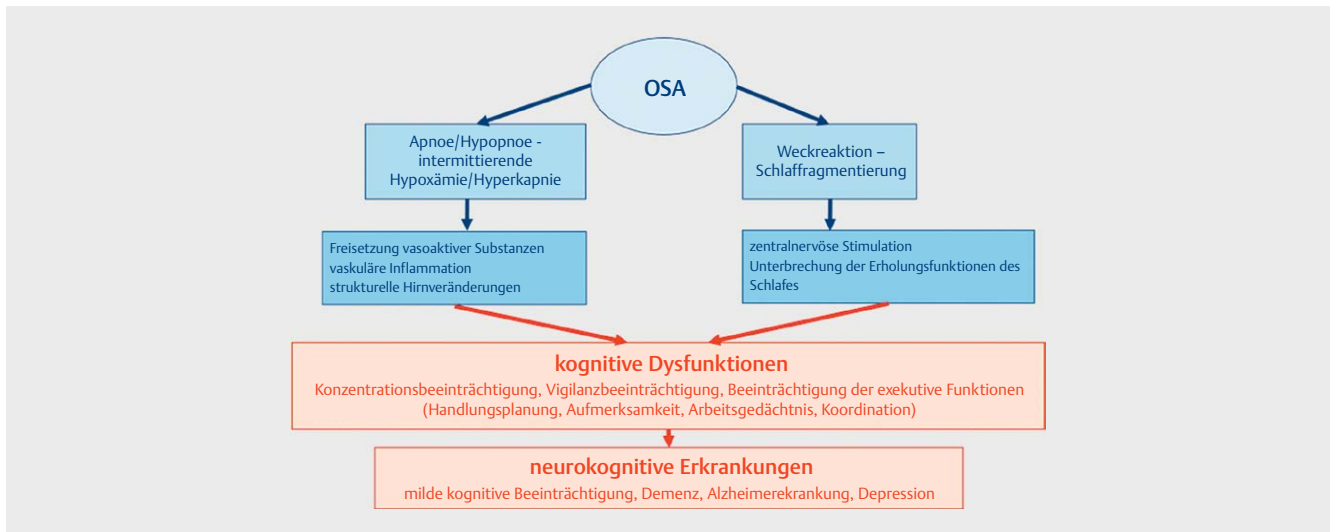 OSA
Apnoe/Hypopnoe -
intermittierende
Hypoxämie/Hyperkapnie
Weckreaktion –
Schlaffragmentierung
Freisetzung vasoaktiver Substanzen
vaskuläre Inflammation
strukturelle Hirnveränderungen
zentralnervöse Stimulation
Unterbrechung der Erholungsfunktionen des
Schlafes
kognitive Dysfunktionen
Konzentrationsbeeinträchtigung, Vigilanzbeeinträchtigung, Beeinträchtigung der exekutive Funktionen
(Handlungsplanung, Aufmerksamkeit, Arbeitsgedächtnis, Koordination)
neurokognitive Erkrankungen
milde kognitive Beeinträchtigung, Demenz, Alzheimerekrankung, Depression